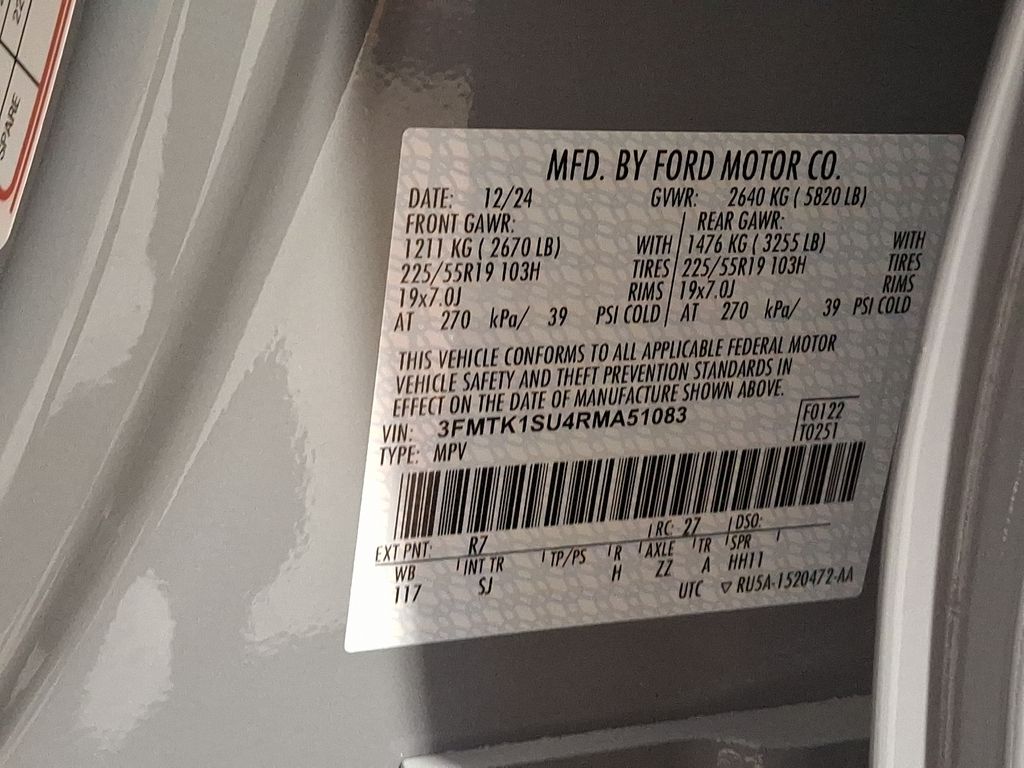 SPARE
MFD. BY FORD MOTOR CO.
DATE: 12/24 GVWR: 2640 KG ( 5820 LB)
FRONT GAWR: REAR GAWR:
1211 KG ( 2670 LB) WITH 1476 KG ( 3255 LB) WITH
225/55R19 103H TIRES 225/55R19 103H TIRES
19x7.0J RIMS 19x7.0J RIMS
AT 270 kPa/ 39 PSI COLD AT 270 kPa/ 39 PSI COLD
THIS VEHICLE CONFORMS TO ALL APPLICABLE FEDERAL MOTOR
VEHICLE SAFETY AND THEFT PREVENTION STANDARDS IN
EFFECT ON THE DATE OF MANUFACTURE SHOWN ABOVE.
VIN: 3FMTK1SU4RMA51083 F0122
TYPE: MPV T0251
EXT PNT: R7 RC: 27 DSO:
WB INT TR TP/PS R AXLE TR SPR
117 SJ H ZZ A HH11
UTC ▽ RU5A-1520472-AA